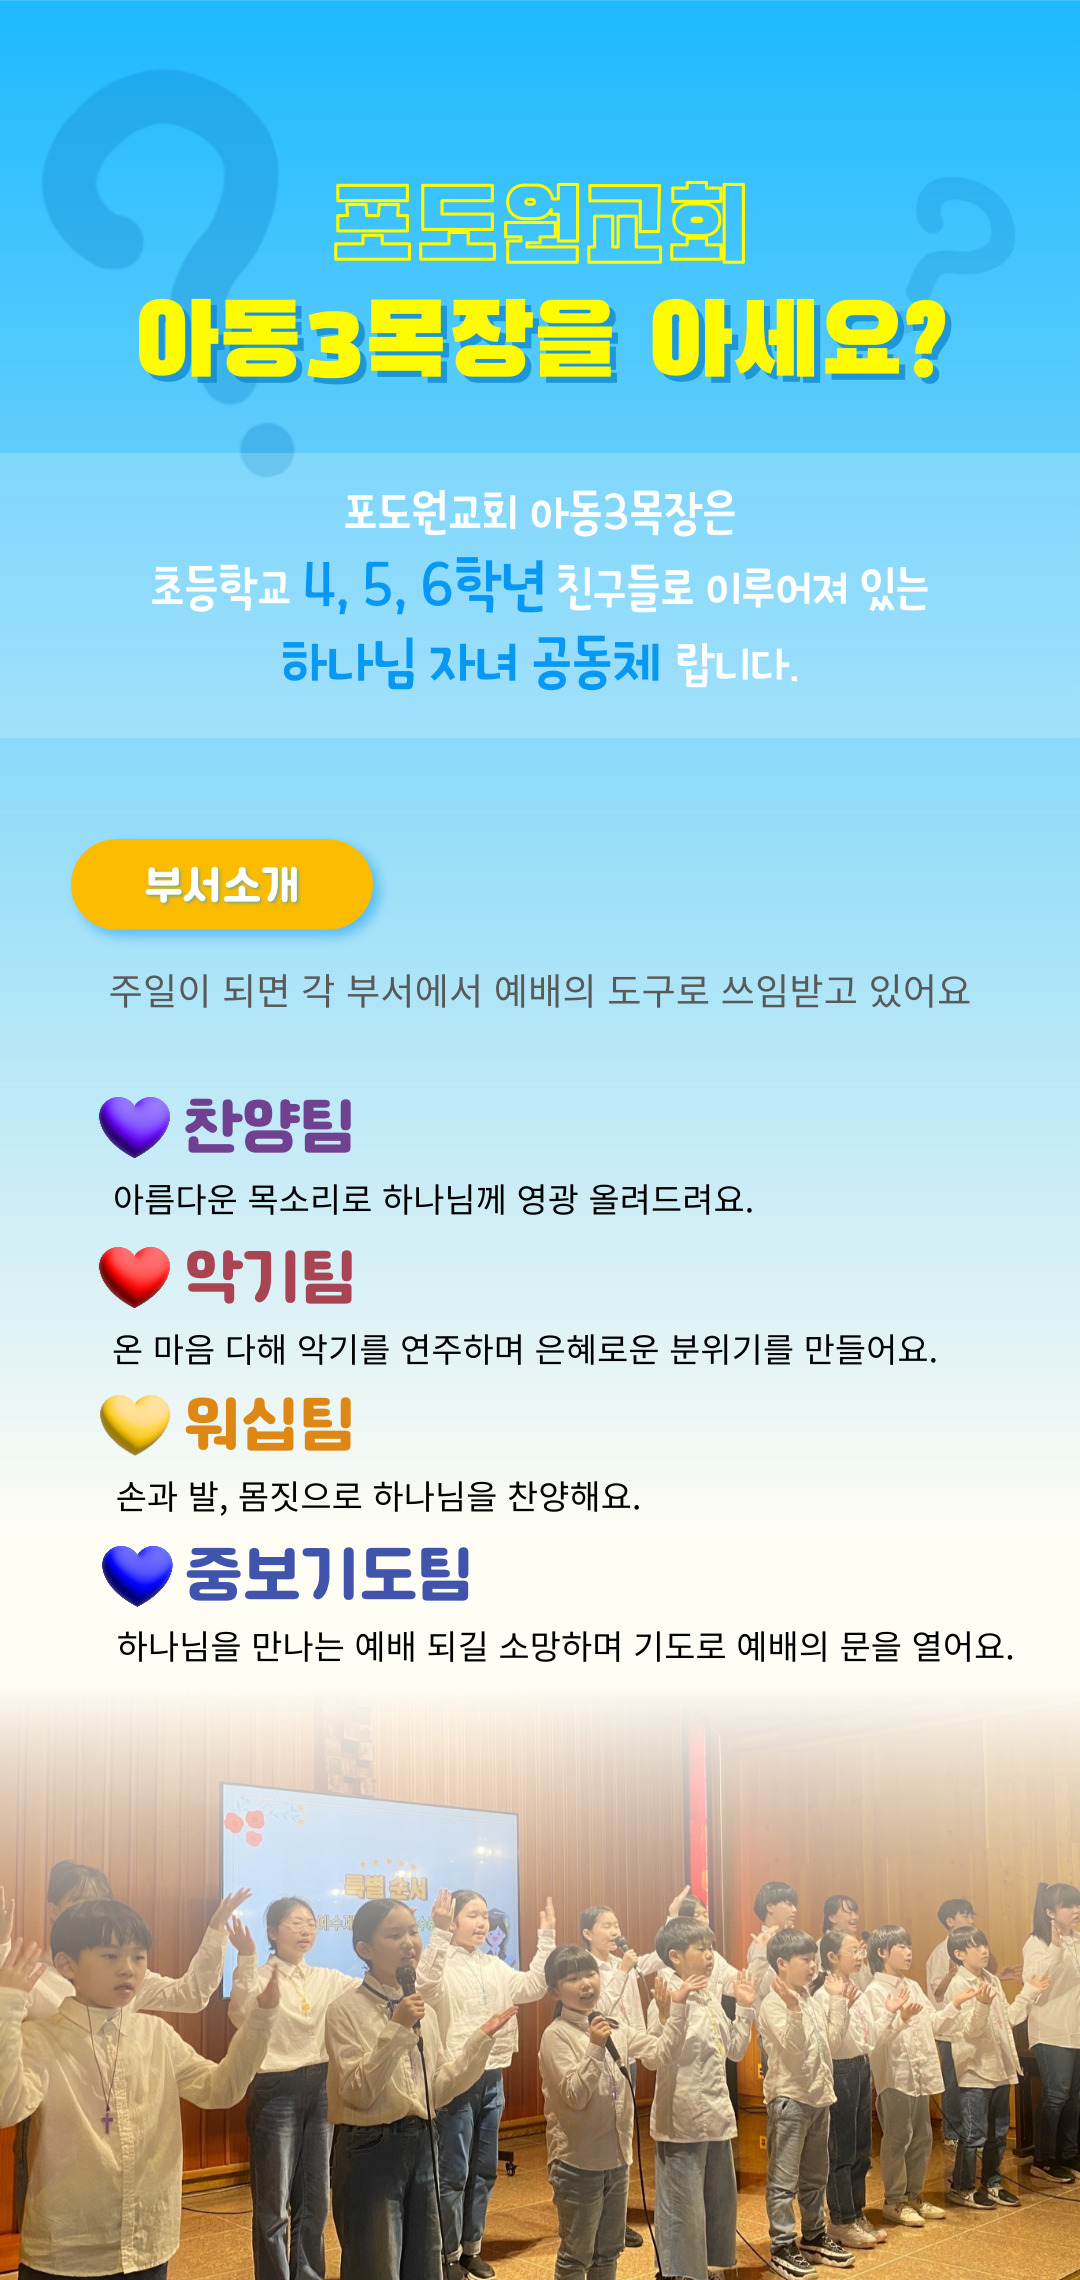 포도원교회
아동3목장을 아세요?
포도원교회 아동3목장은
초등학교 4, 5, 6학년 친구들로 이루어져 있는
하나님 자녀 공동체 랍니다.
부서소개
주일이 되면 각 부서에서 예배의 도구로 쓰임받고 있어요
찬양팀
아름다운 목소리로 하나님께 영광 올려드려요.
악기팀
온 마음 다해 악기를 연주하며 은혜로운 분위기를 만들어요.
워십팀
손과 발, 몸짓으로 하나님을 찬양해요.
중보기도팀
하나님을 만나는 예배 되길 소망하며 기도로 예배의 문을 열어요.
특별 순서